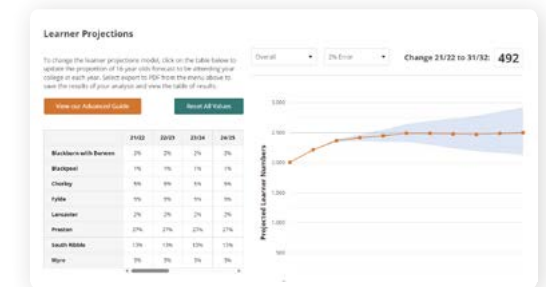 Learner Projections
To change the learner projections model, click on the table below to
update the proportion of 16 year olds forecast to be attending your
college in each year. Select export to PDF from the menu above to
save the results of your analysis and view the table of results.
View our Advanced Guide
Reset All Values
21/22 22/23 23/24 24/25
Blackburn with Darwen 2% 2% 2% 2%
Blackpool 1% 1% 1% 1%
Chorley 9% 9% 9% 9%
Fylde 9% 9% 9% 9%
Lancaster 2% 2% 2% 2%
Preston 27% 27% 27% 27%
South Ribble 13% 13% 13% 13%
Wyre 3% 3% 3% 3%
Overall
2% Error
Change 21/22 to 31/32: 492
Projected Learner Numbers
3,000
2,500
2,000
1,500
1,000
500